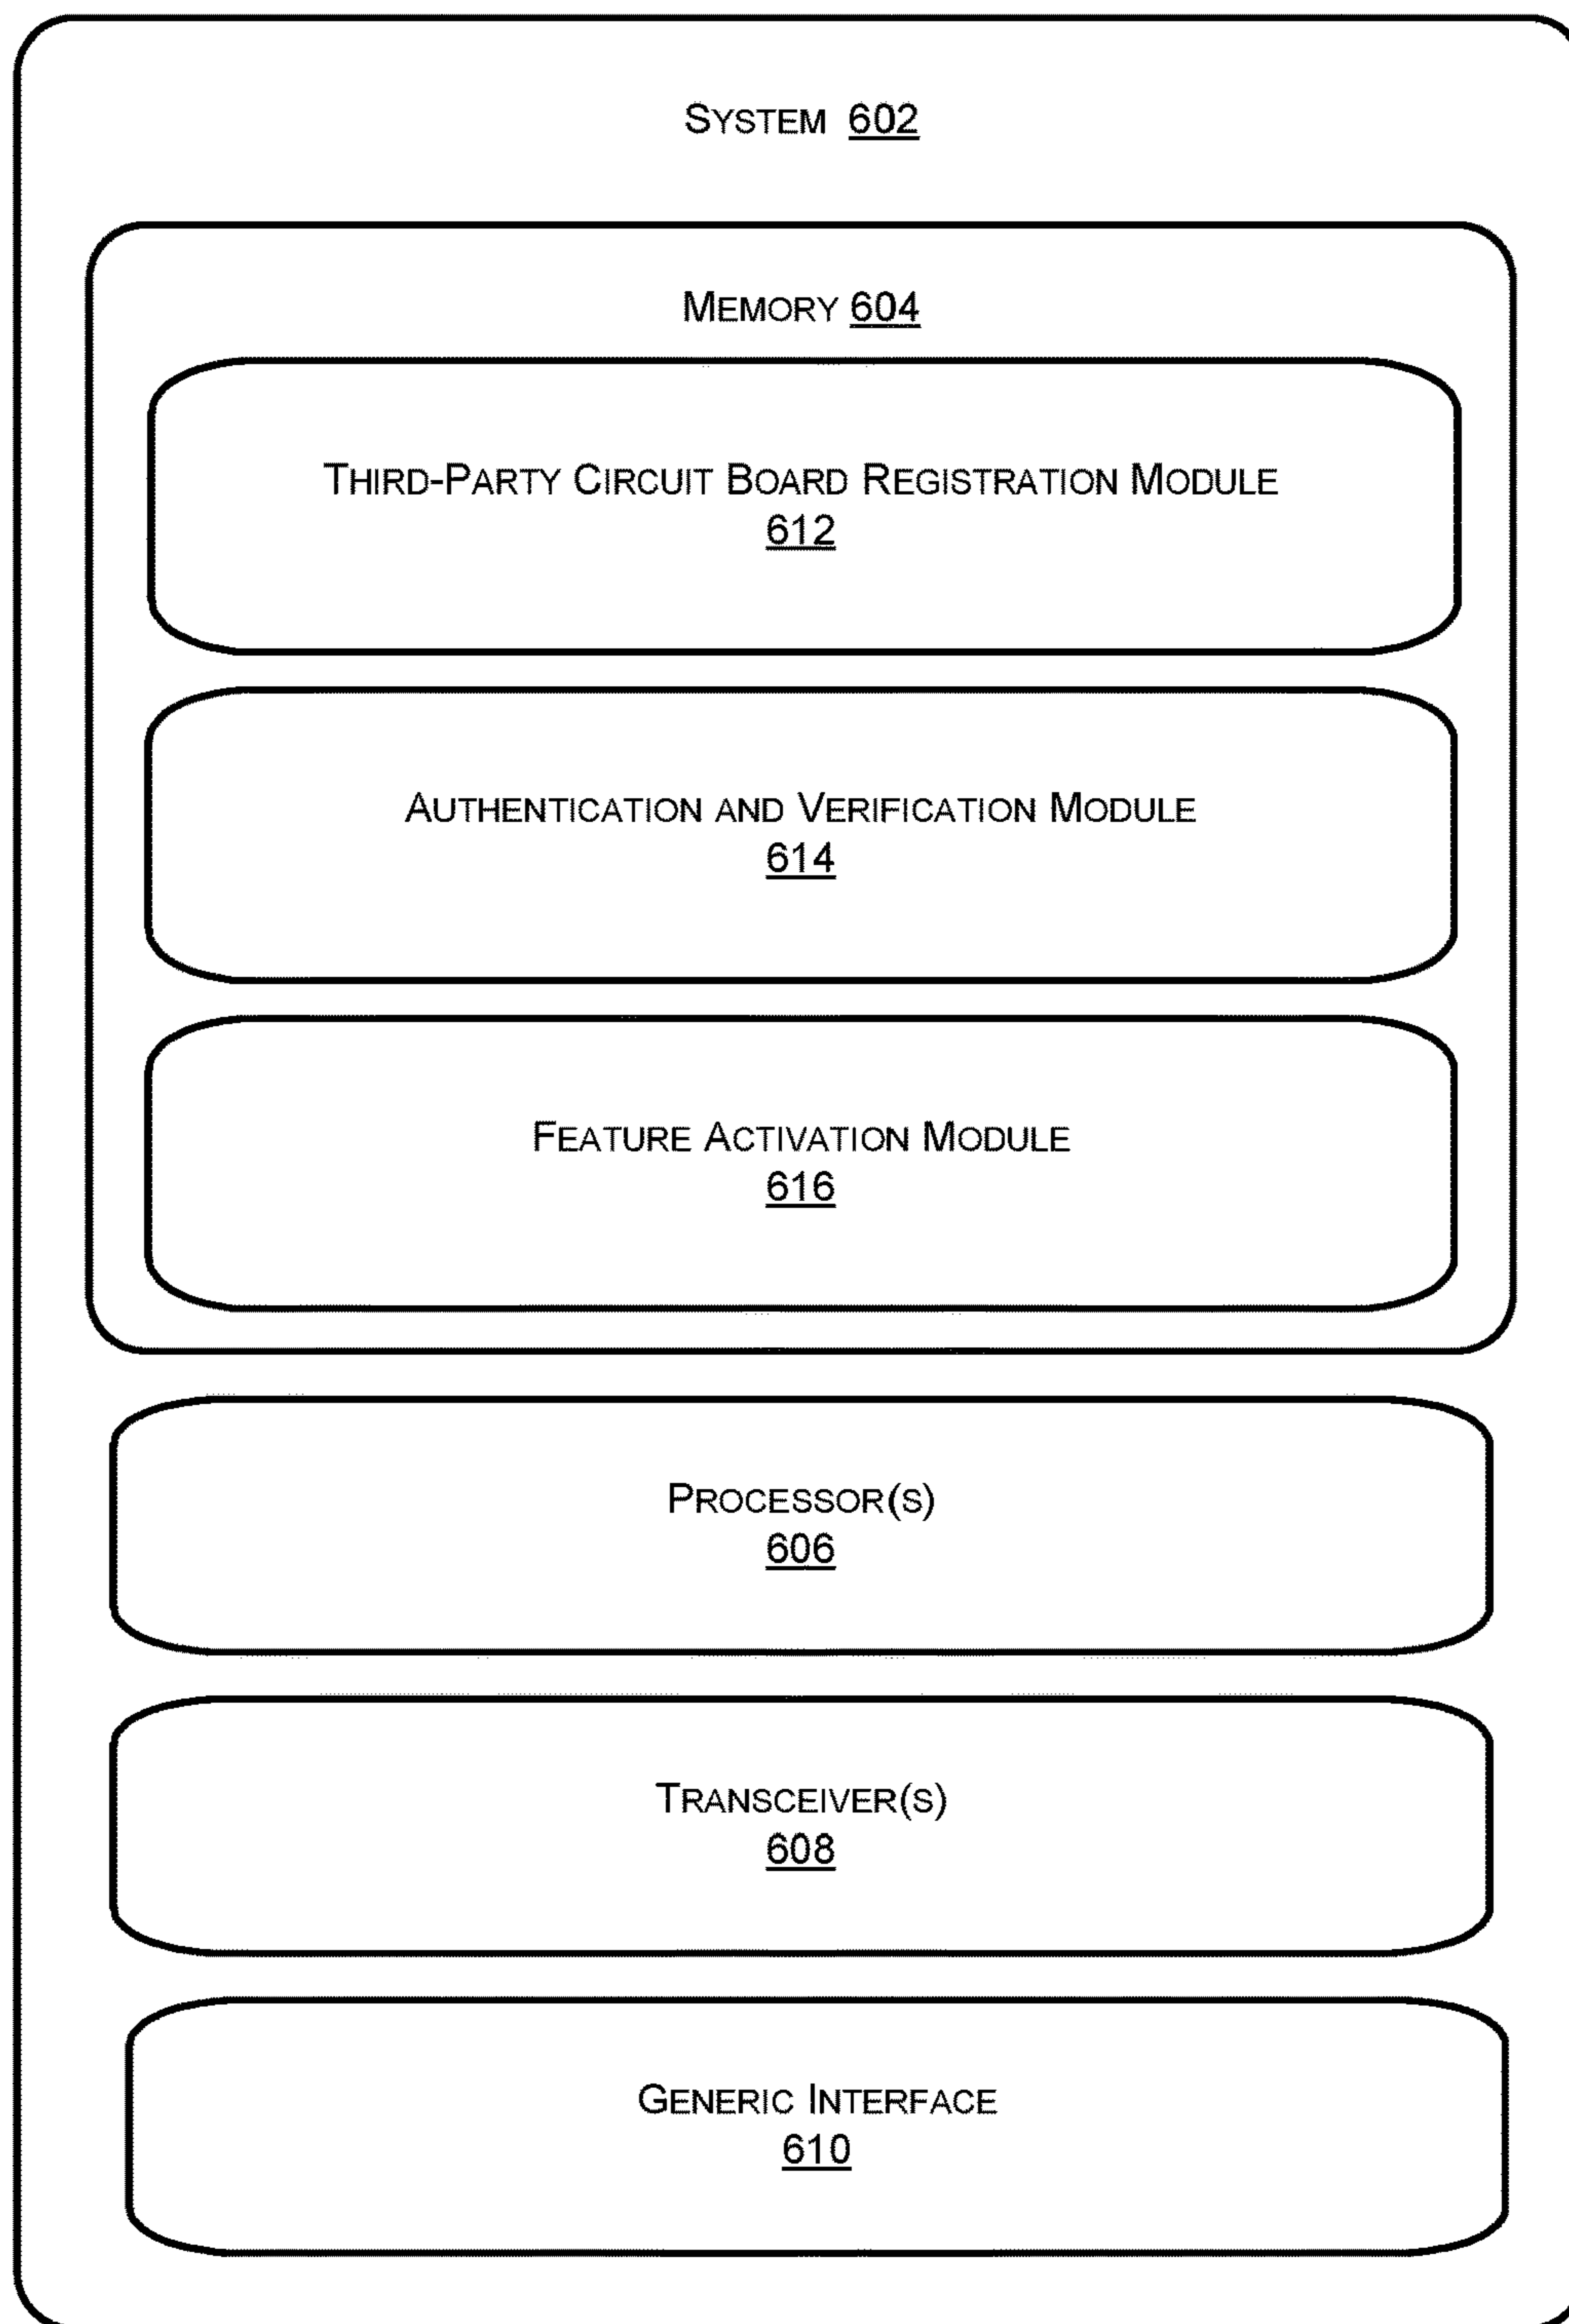 SYSTEM 602
MEMORY 604
THIRD-PARTY CIRCUIT BOARD REGISTRATION MODULE
612
AUTHENTICATION AND VERIFICATION MODULE
614
FEATURE ACTIVATION MODULE
616
PROCESSOR(S)
606
TRANSCEIVER(S)
608
GENERIC INTERFACE
610